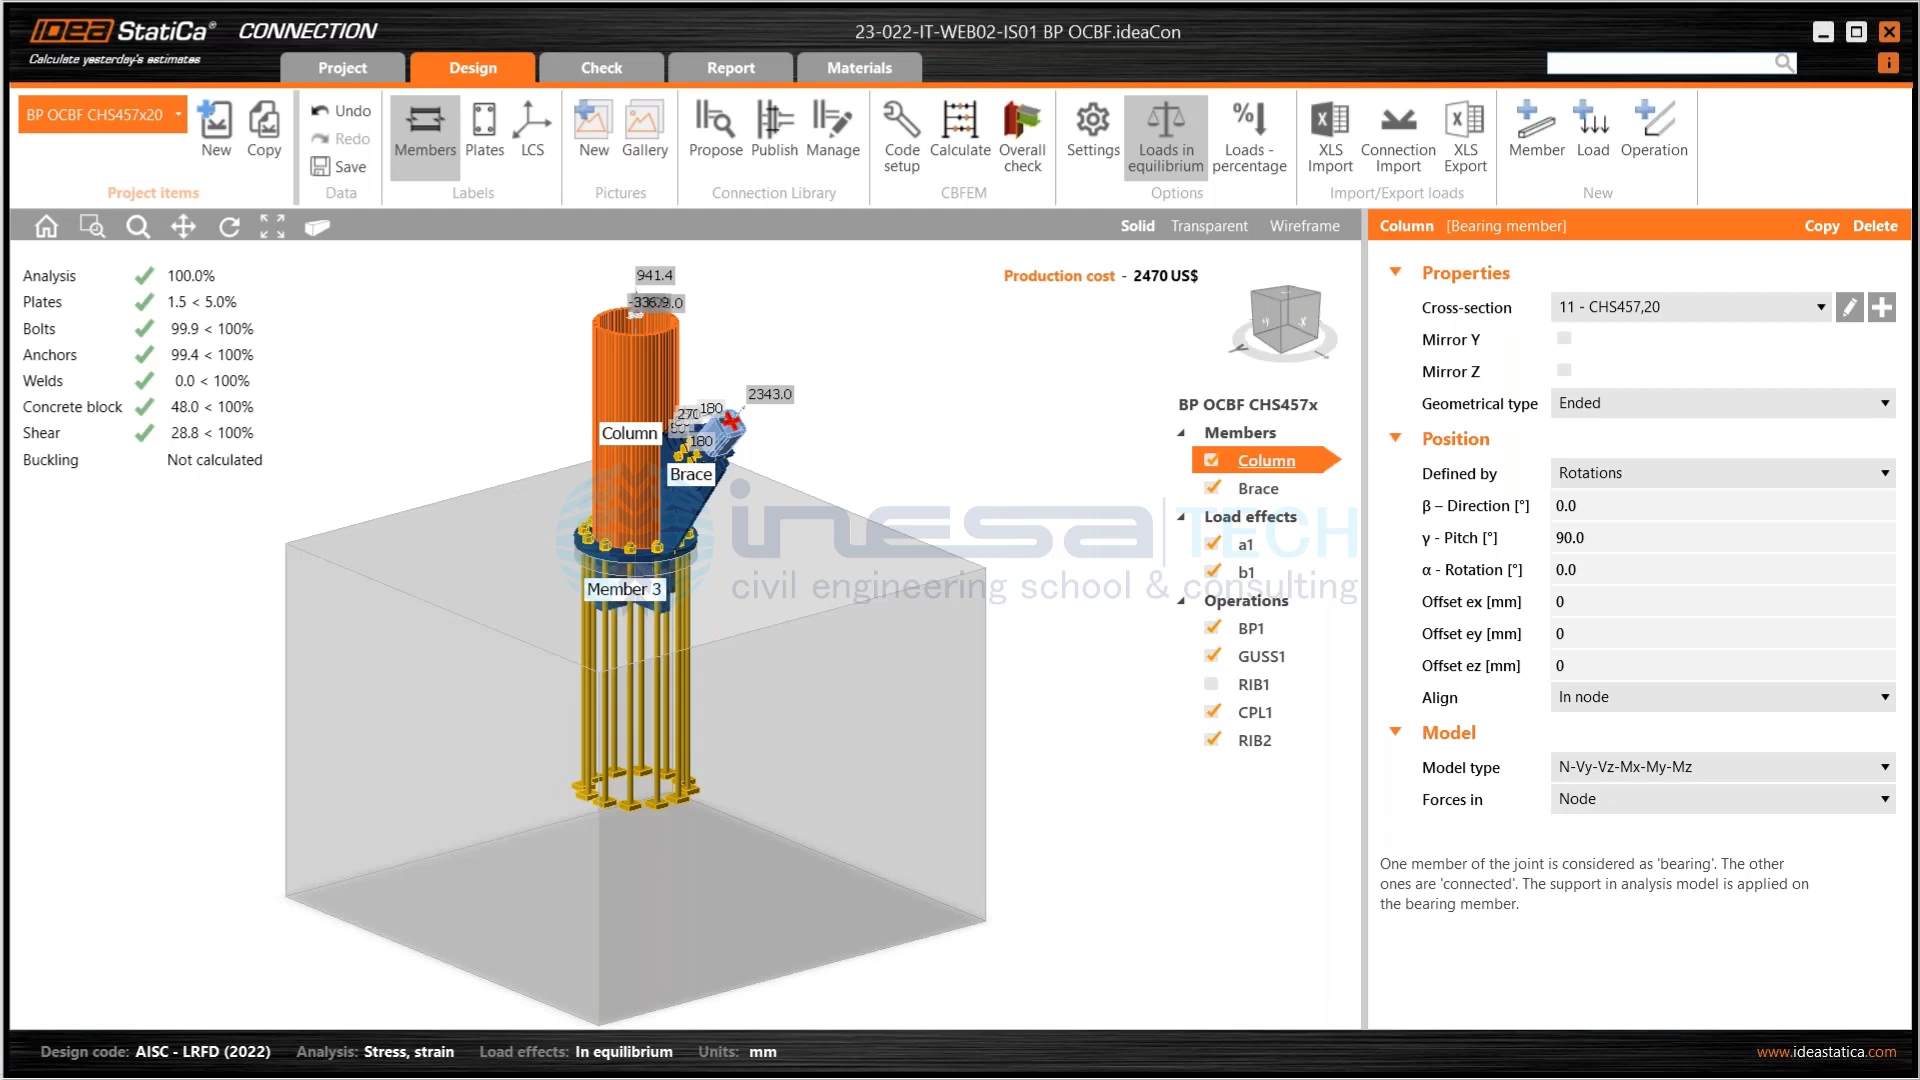 IDEA StatiCa® CONNECTION
Calculate yesterday's estimates
23-022-IT-WEB02-IS01 BP OCBF.ideaCon
Project
Design
Check
Report
Materials
BP OCBF CHS457x20
New
Copy
Project items
Undo
Redo
Save
Data
Members
Plates
LCS
Labels
New
Gallery
Pictures
Propose
Publish
Manage
Connection Library
Code setup
Calculate
Overall check
CBFEM
Settings
Loads in equilibrium
Loads - percentage
Options
XLS Import
Connection Import
XLS Export
Import/Export loads
Member
Load
Operation
New
Solid
Transparent
Wireframe
Column [Bearing member]
Copy
Delete
Analysis 100.0%
Plates 1.5 < 5.0%
Bolts 99.9 < 100%
Anchors 99.4 < 100%
Welds 0.0 < 100%
Concrete block 48.0 < 100%
Shear 28.8 < 100%
Buckling Not calculated
Production cost - 2470 US$
941.4
-336.9
2343.0
270
180
180
Column
Brace
Member 3
inesa TECH
civil engineering school & consulting
BP OCBF CHS457x
Members
Column
Brace
Load effects
a1
b1
Operations
BP1
GUSS1
RIB1
CPL1
RIB2
Properties
Cross-section 11 - CHS457,20
Mirror Y
Mirror Z
Geometrical type Ended
Position
Defined by Rotations
β – Direction [°] 0.0
γ - Pitch [°] 90.0
α - Rotation [°] 0.0
Offset ex [mm] 0
Offset ey [mm] 0
Offset ez [mm] 0
Align In node
Model
Model type N-Vy-Vz-Mx-My-Mz
Forces in Node
One member of the joint is considered as 'bearing'. The other
ones are 'connected'. The support in analysis model is applied on
the bearing member.
Design code: AISC - LRFD (2022) Analysis: Stress, strain Load effects: In equilibrium Units: mm
www.ideastatica.com